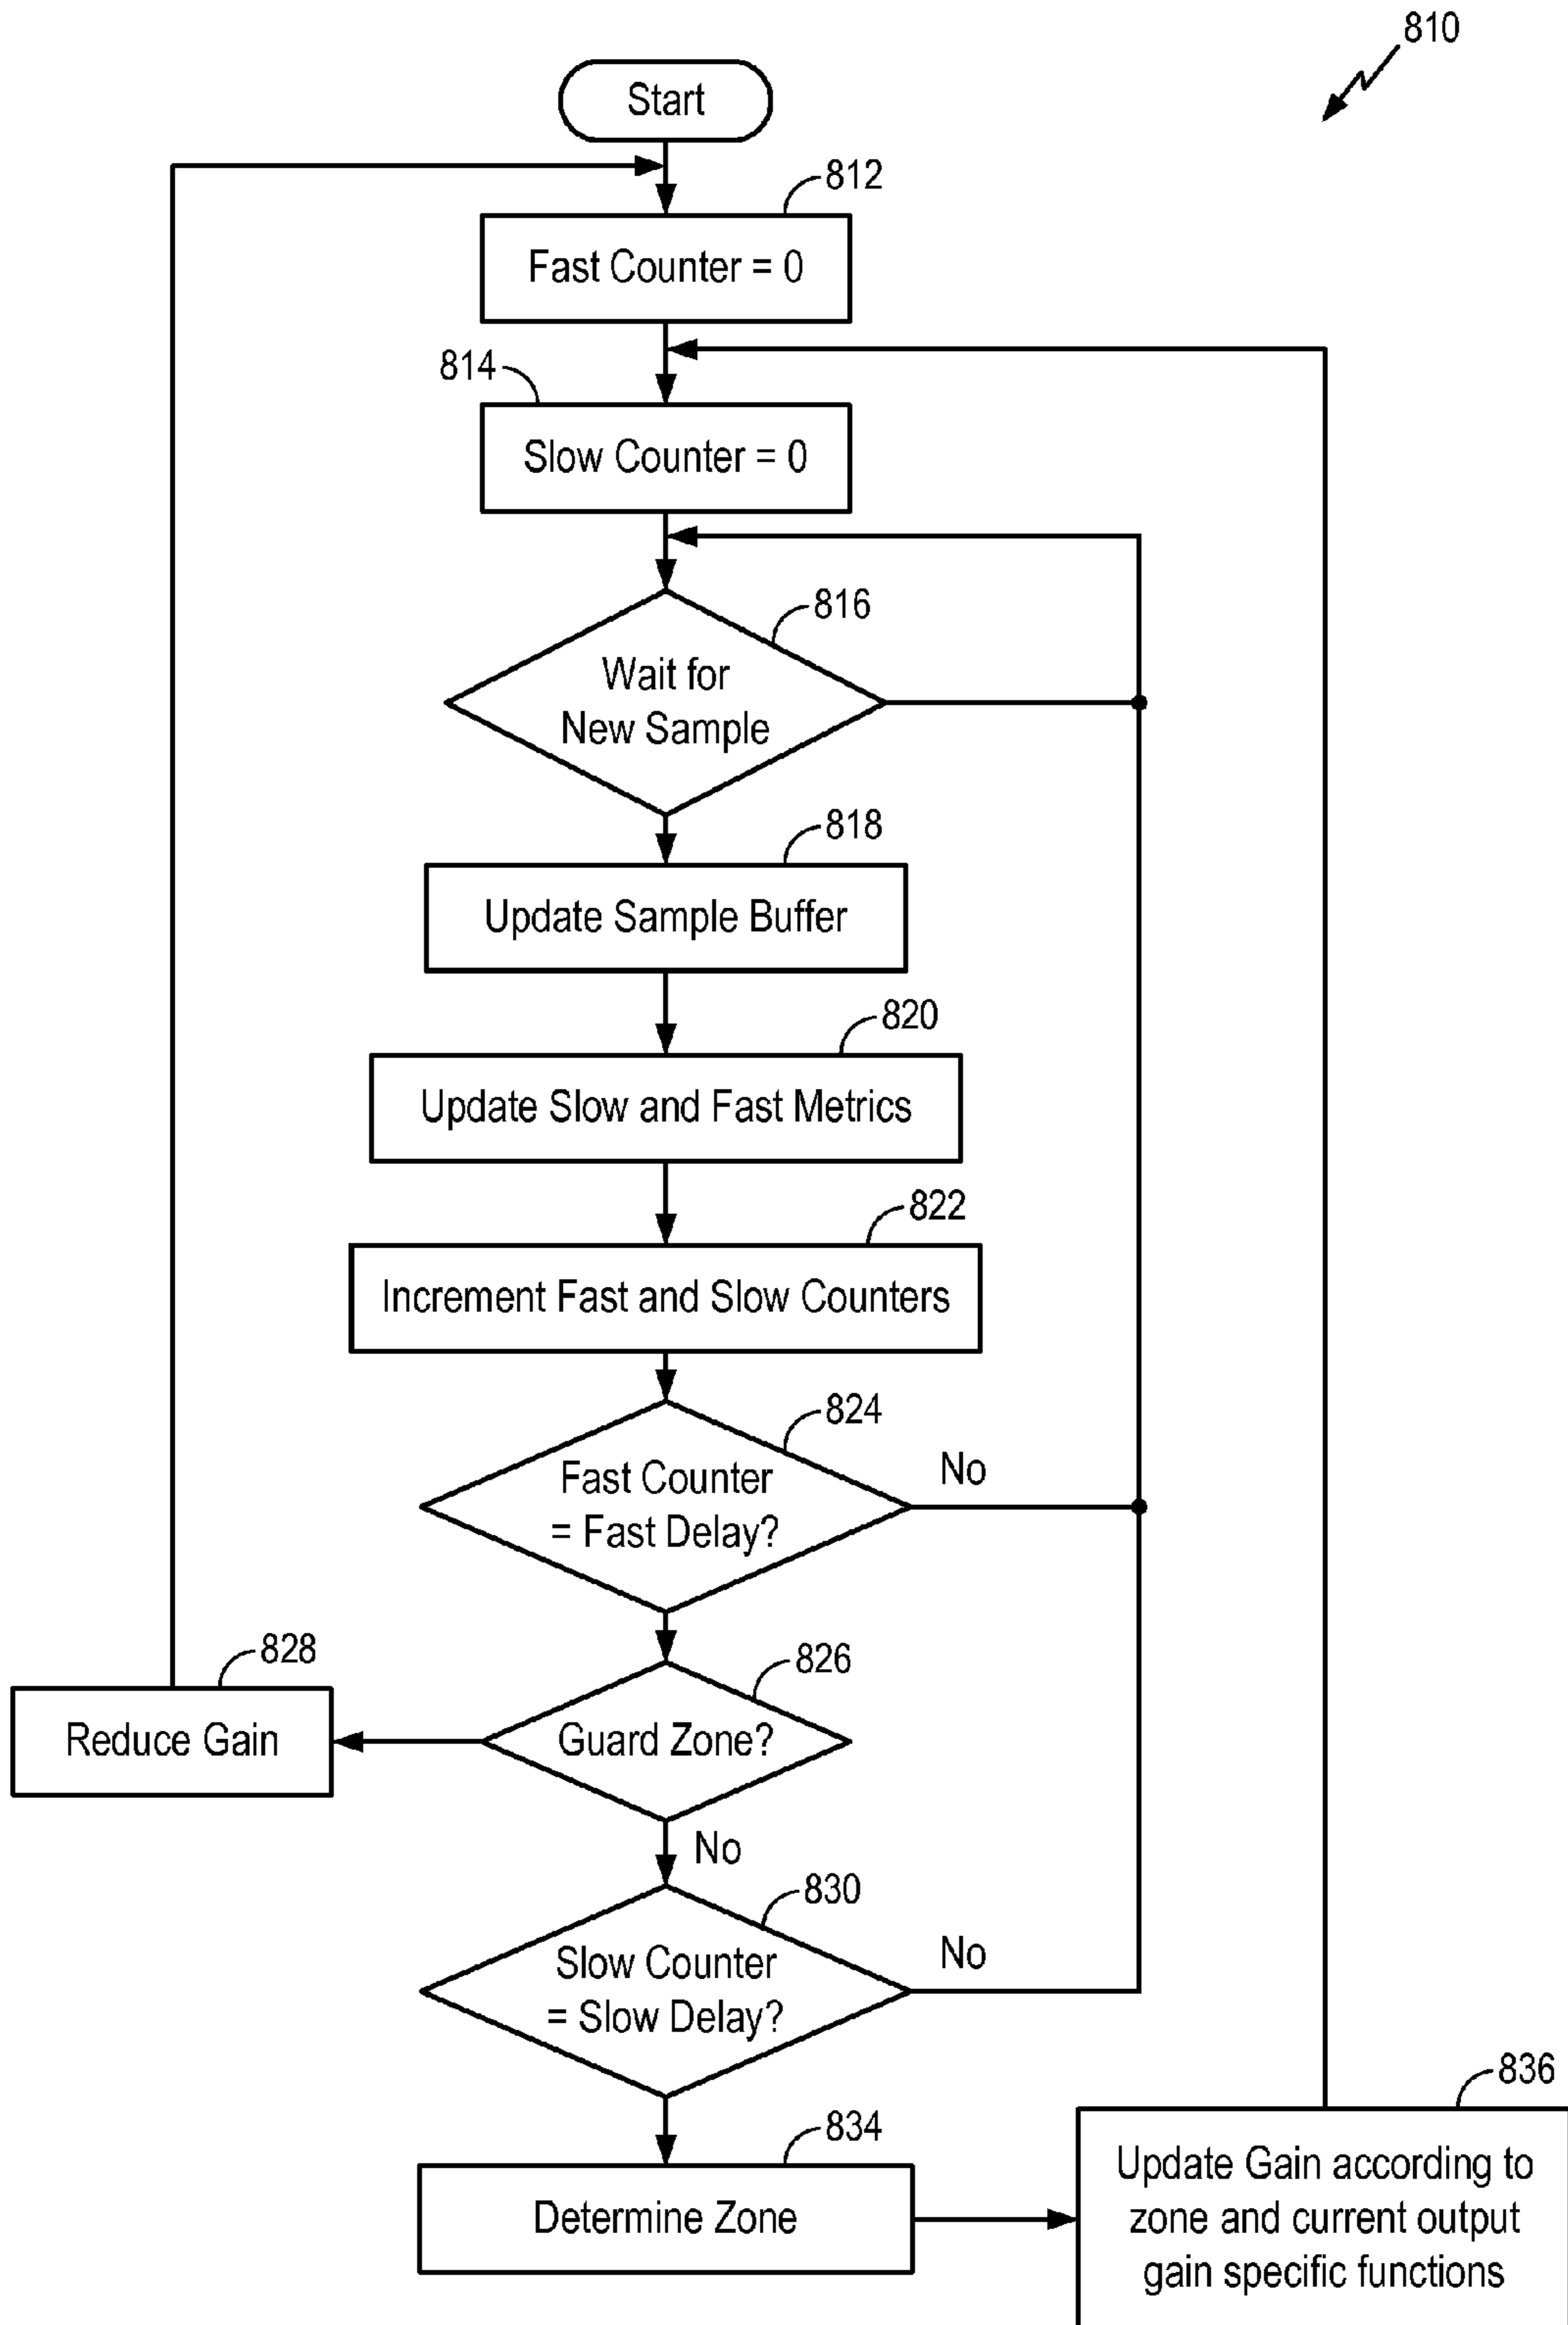 810
Start
812
Fast Counter = 0
814
Slow Counter = 0
816
Wait for
New Sample
818
Update Sample Buffer
820
Update Slow and Fast Metrics
822
Increment Fast and Slow Counters
824
Fast Counter
= Fast Delay?
No
828
Reduce Gain
826
Guard Zone?
No
830
Slow Counter
= Slow Delay?
No
834
Determine Zone
836
Update Gain according to
zone and current output
gain specific functions